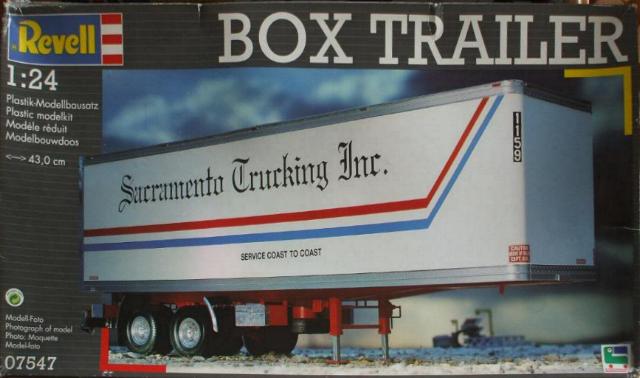 Revell
BOX TRAILER
1:24
Plastik-Modellbausatz
Plastic modelkit
Modèle réduit
Modelbouwdoos
43,0 cm
1159
Sacramento Trucking Inc.
SERVICE COAST TO COAST
CAUTION
Modell-Foto
Photograph of model
Photo: Maquette
Model-foto
07547